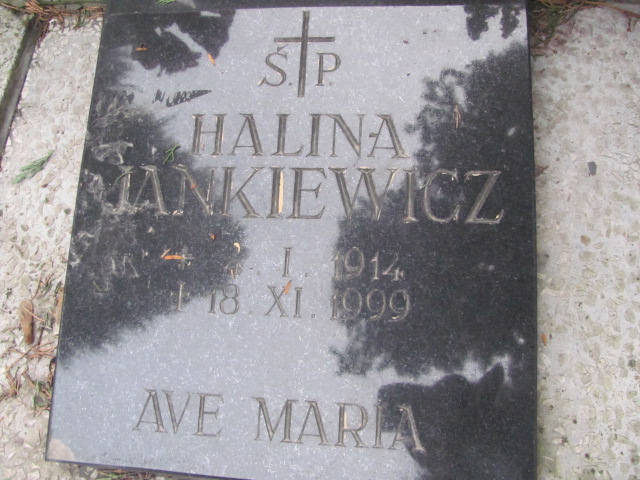 Ś.P.
HALINA
JANKIEWICZ
I. 1914
18. XI. 1999
AVE MARIA